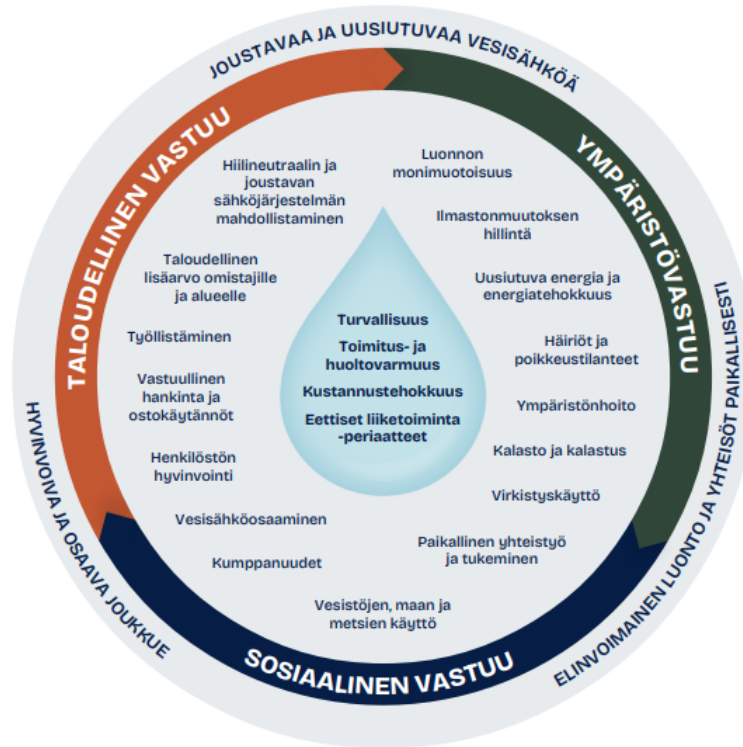 JOUSTAVAA JA UUSIUTUVAA VESISÄHKÖÄ
TALOUDELLINEN VASTUU
YMPÄRISTÖVASTUU
Hiilineutraalin ja
joustavan
sähköjärjestelmän
mahdollistaminen
Taloudellinen
lisäarvo omistajille
ja alueelle
Työllistäminen
Vastuullinen
hankinta ja
ostokäytännöt
Henkilöstön
hyvinvointi
Vesisähköosaaminen
Kumppanuudet
Vesistöjen, maan ja
metsien käyttö
Luonnon
monimuotoisuus
Ilmastonmuutoksen
hillintä
Uusiutuva energia ja
energiatehokkuus
Häiriöt ja
poikkeustilanteet
Ympäristönhoito
Kalasto ja kalastus
Virkistyskäyttö
Paikallinen yhteistyö
ja tukeminen
Turvallisuus
Toimitus- ja
huoltovarmuus
Kustannustehokkuus
Eettiset liiketoiminta
-periaatteet
SOSIAALINEN VASTUU
HYVINVOIVA JA OSAAVA JOUKKUE
ELINVOIMAINEN LUONTO JA YHTEISÖT PAIKALLISESTI